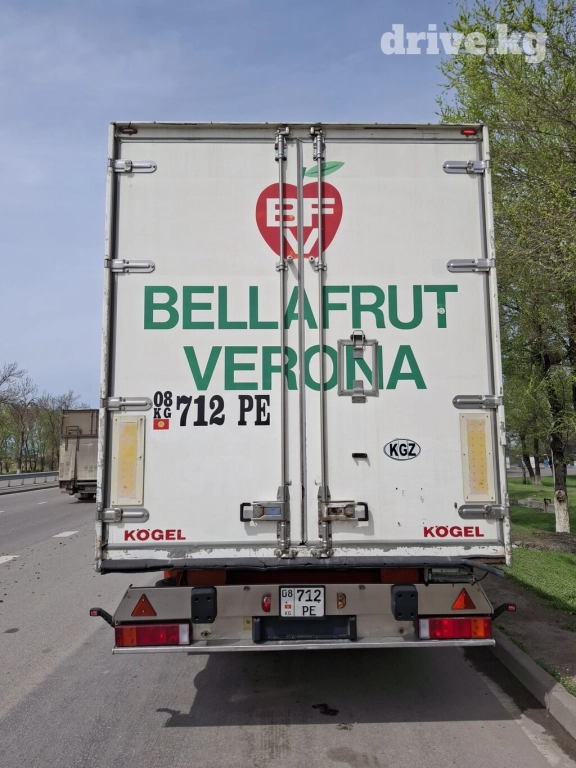 drive.kg
BFV
BELLAFRUT
VERONA
08 KG 712 PE
KGZ
KÖGEL
KÖGEL
08 712
KG PE